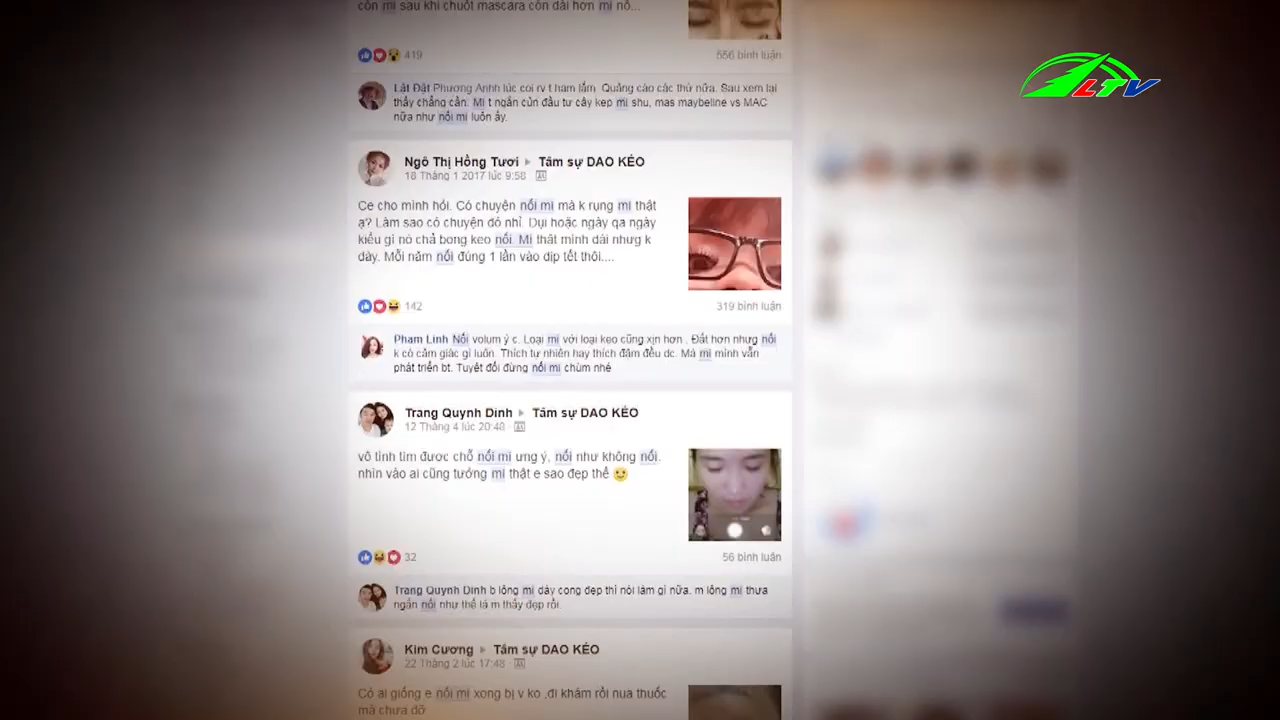 còn mi sau khi chuốt mascara còn dài hơn mi nố...
419
556 bình luận
LTV
Lật Đật Phương Anhh lúc coi rv t ham lắm. Quảng cáo các thứ nữa. Sau xem lại
thấy chẳng cần. Mi t ngắn củn đầu tư cây kẹp mi shu, mas maybeline vs MAC
nữa như nối mi luôn ấy.
Ngô Thị Hồng Tươi ▸ Tâm sự DAO KÉO
18 Tháng 1 2017 lúc 9:58 ·
Ce cho mình hỏi. Có chuyện nối mi mà k rụng mi thật
ạ? Làm sao có chuyện đó nhỉ. Dụi hoặc ngày qa ngày
kiểu gì nó chả bong keo nối. Mi thật mình dài nhưg k
dày. Mỗi năm nối đúng 1 lần vào dịp tết thôi....
142
319 bình luận
Pham Linh Nối volum ý c. Loại mi với loại keo cũng xịn hơn . Đắt hơn nhưg nối
k có cảm giác gì luôn. Thích tự nhiên hay thích đậm đều dc. Mà mi mình vẫn
phát triển bt. Tuyệt đối đừng nối mi chùm nhé
Trang Quynh Dinh ▸ Tâm sự DAO KÉO
12 Tháng 4 lúc 20:48 ·
vô tình tìm được chỗ nối mi ưng ý, nối như không nối.
nhìn vào ai cũng tưởng mi thật e sao đẹp thế 🙂
32
56 bình luận
Trang Quynh Dinh b lông mi dày cong đẹp thì nói làm gì nữa. m lông mi thưa
ngắn nối như thế là m thấy đẹp rồi.
Kim Cương ▸ Tâm sự DAO KÉO
22 Tháng 2 lúc 17:48 ·
Có ai giống e nối mi xong bị v ko ,đi khám rồi nua thuốc
mà chưa đỡ